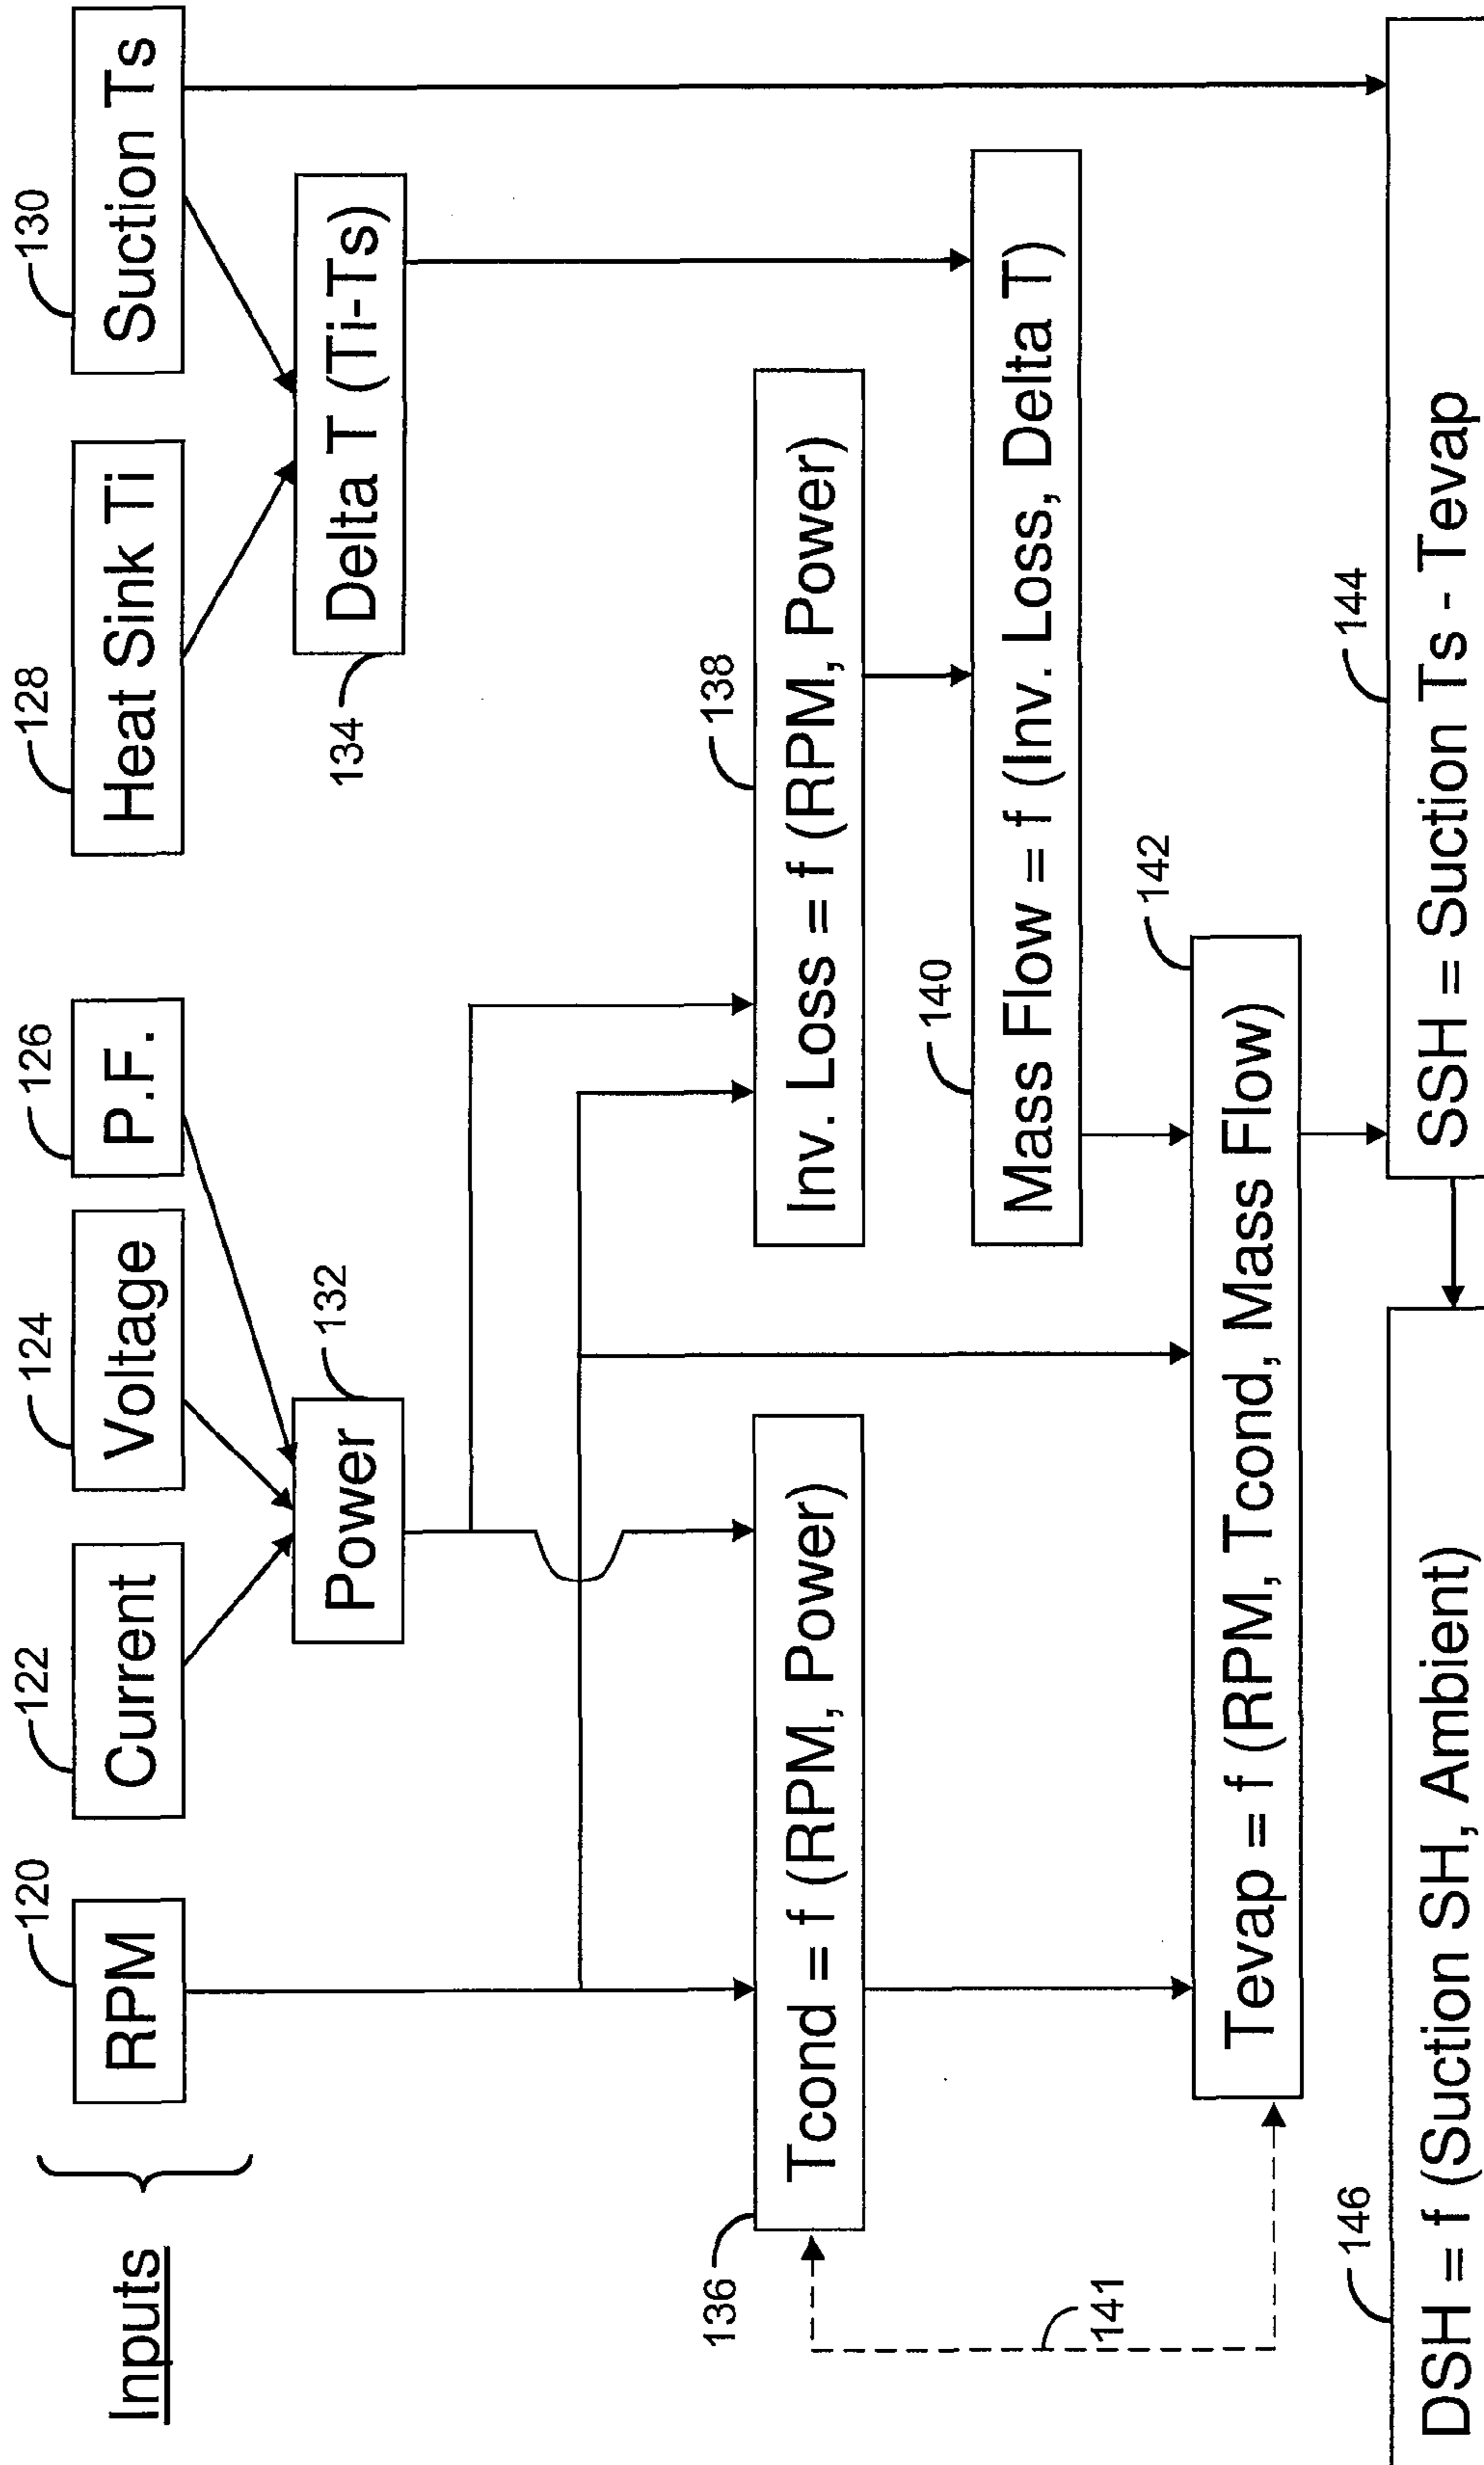 Inputs
120
122
124
126
128
130
RPM
Current
Voltage
P.F.
Heat Sink Ti
Suction Ts
132
Power
134
Delta T (Ti-Ts)
136
138
Tcond = f (RPM, Power)
Inv. Loss = f (RPM, Power)
140
Mass Flow = f (Inv. Loss, Delta T)
141
142
Tevap = f (RPM, Tcond, Mass Flow)
146
144
DSH = f (Suction SH, Ambient)
SSH = Suction Ts - Tevap